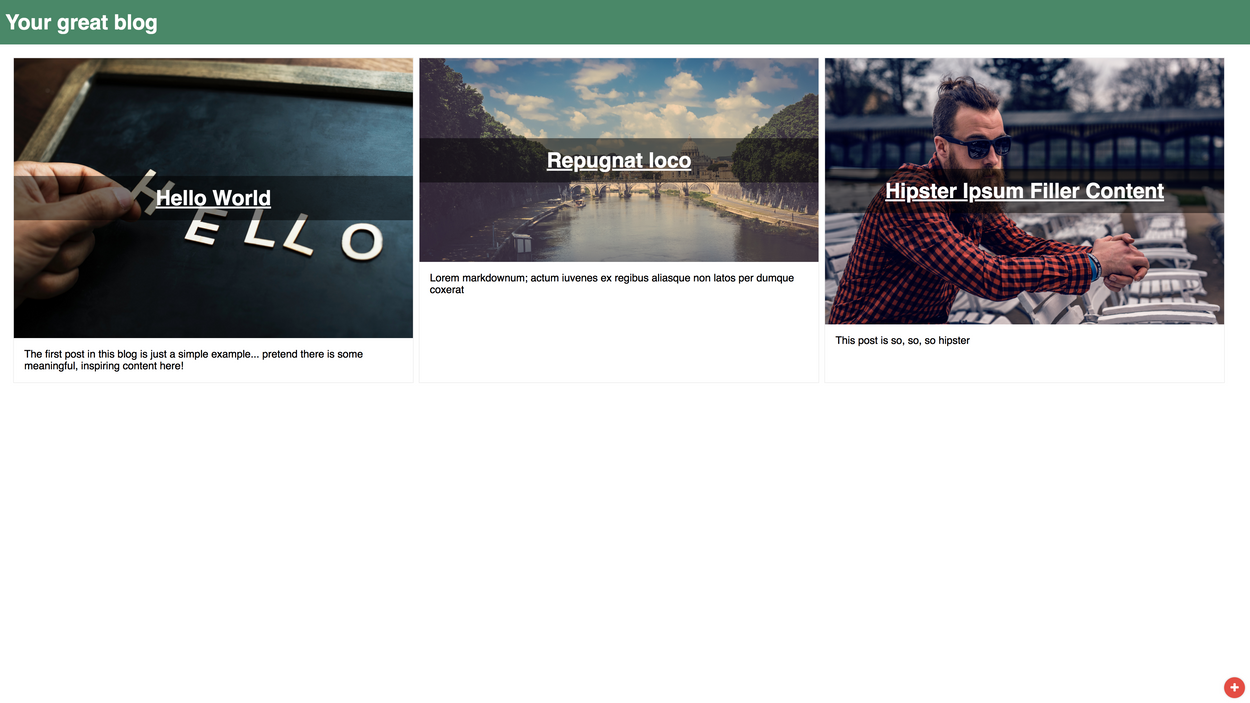 Your great blog
Hello World
HELLO
The first post in this blog is just a simple example... pretend there is some
meaningful, inspiring content here!
Repugnat loco
Lorem markdownum; actum iuvenes ex regibus aliasque non latos per dumque
coxerat
Hipster Ipsum Filler Content
This post is so, so, so hipster
+